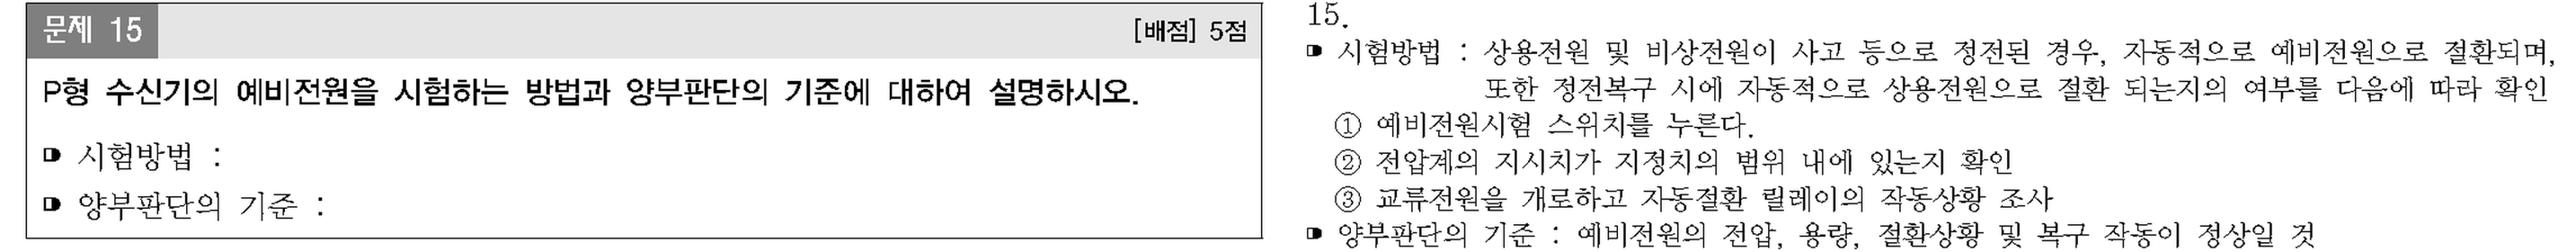 문제 15
[배점] 5점
P형 수신기의 예비전원을 시험하는 방법과 양부판단의 기준에 대하여 설명하시오.
시험방법 :
양부판단의 기준 :
15.
시험방법 : 상용전원 및 비상전원이 사고 등으로 정전된 경우, 자동적으로 예비전원으로 절환되며,
또한 정전복구 시에 자동적으로 상용전원으로 절환 되는지의 여부를 다음에 따라 확인
① 예비전원시험 스위치를 누른다.
② 전압계의 지시치가 지정치의 범위 내에 있는지 확인
③ 교류전원을 개로하고 자동절환 릴레이의 작동상황 조사
양부판단의 기준 : 예비전원의 전압, 용량, 절환상황 및 복구 작동이 정상일 것